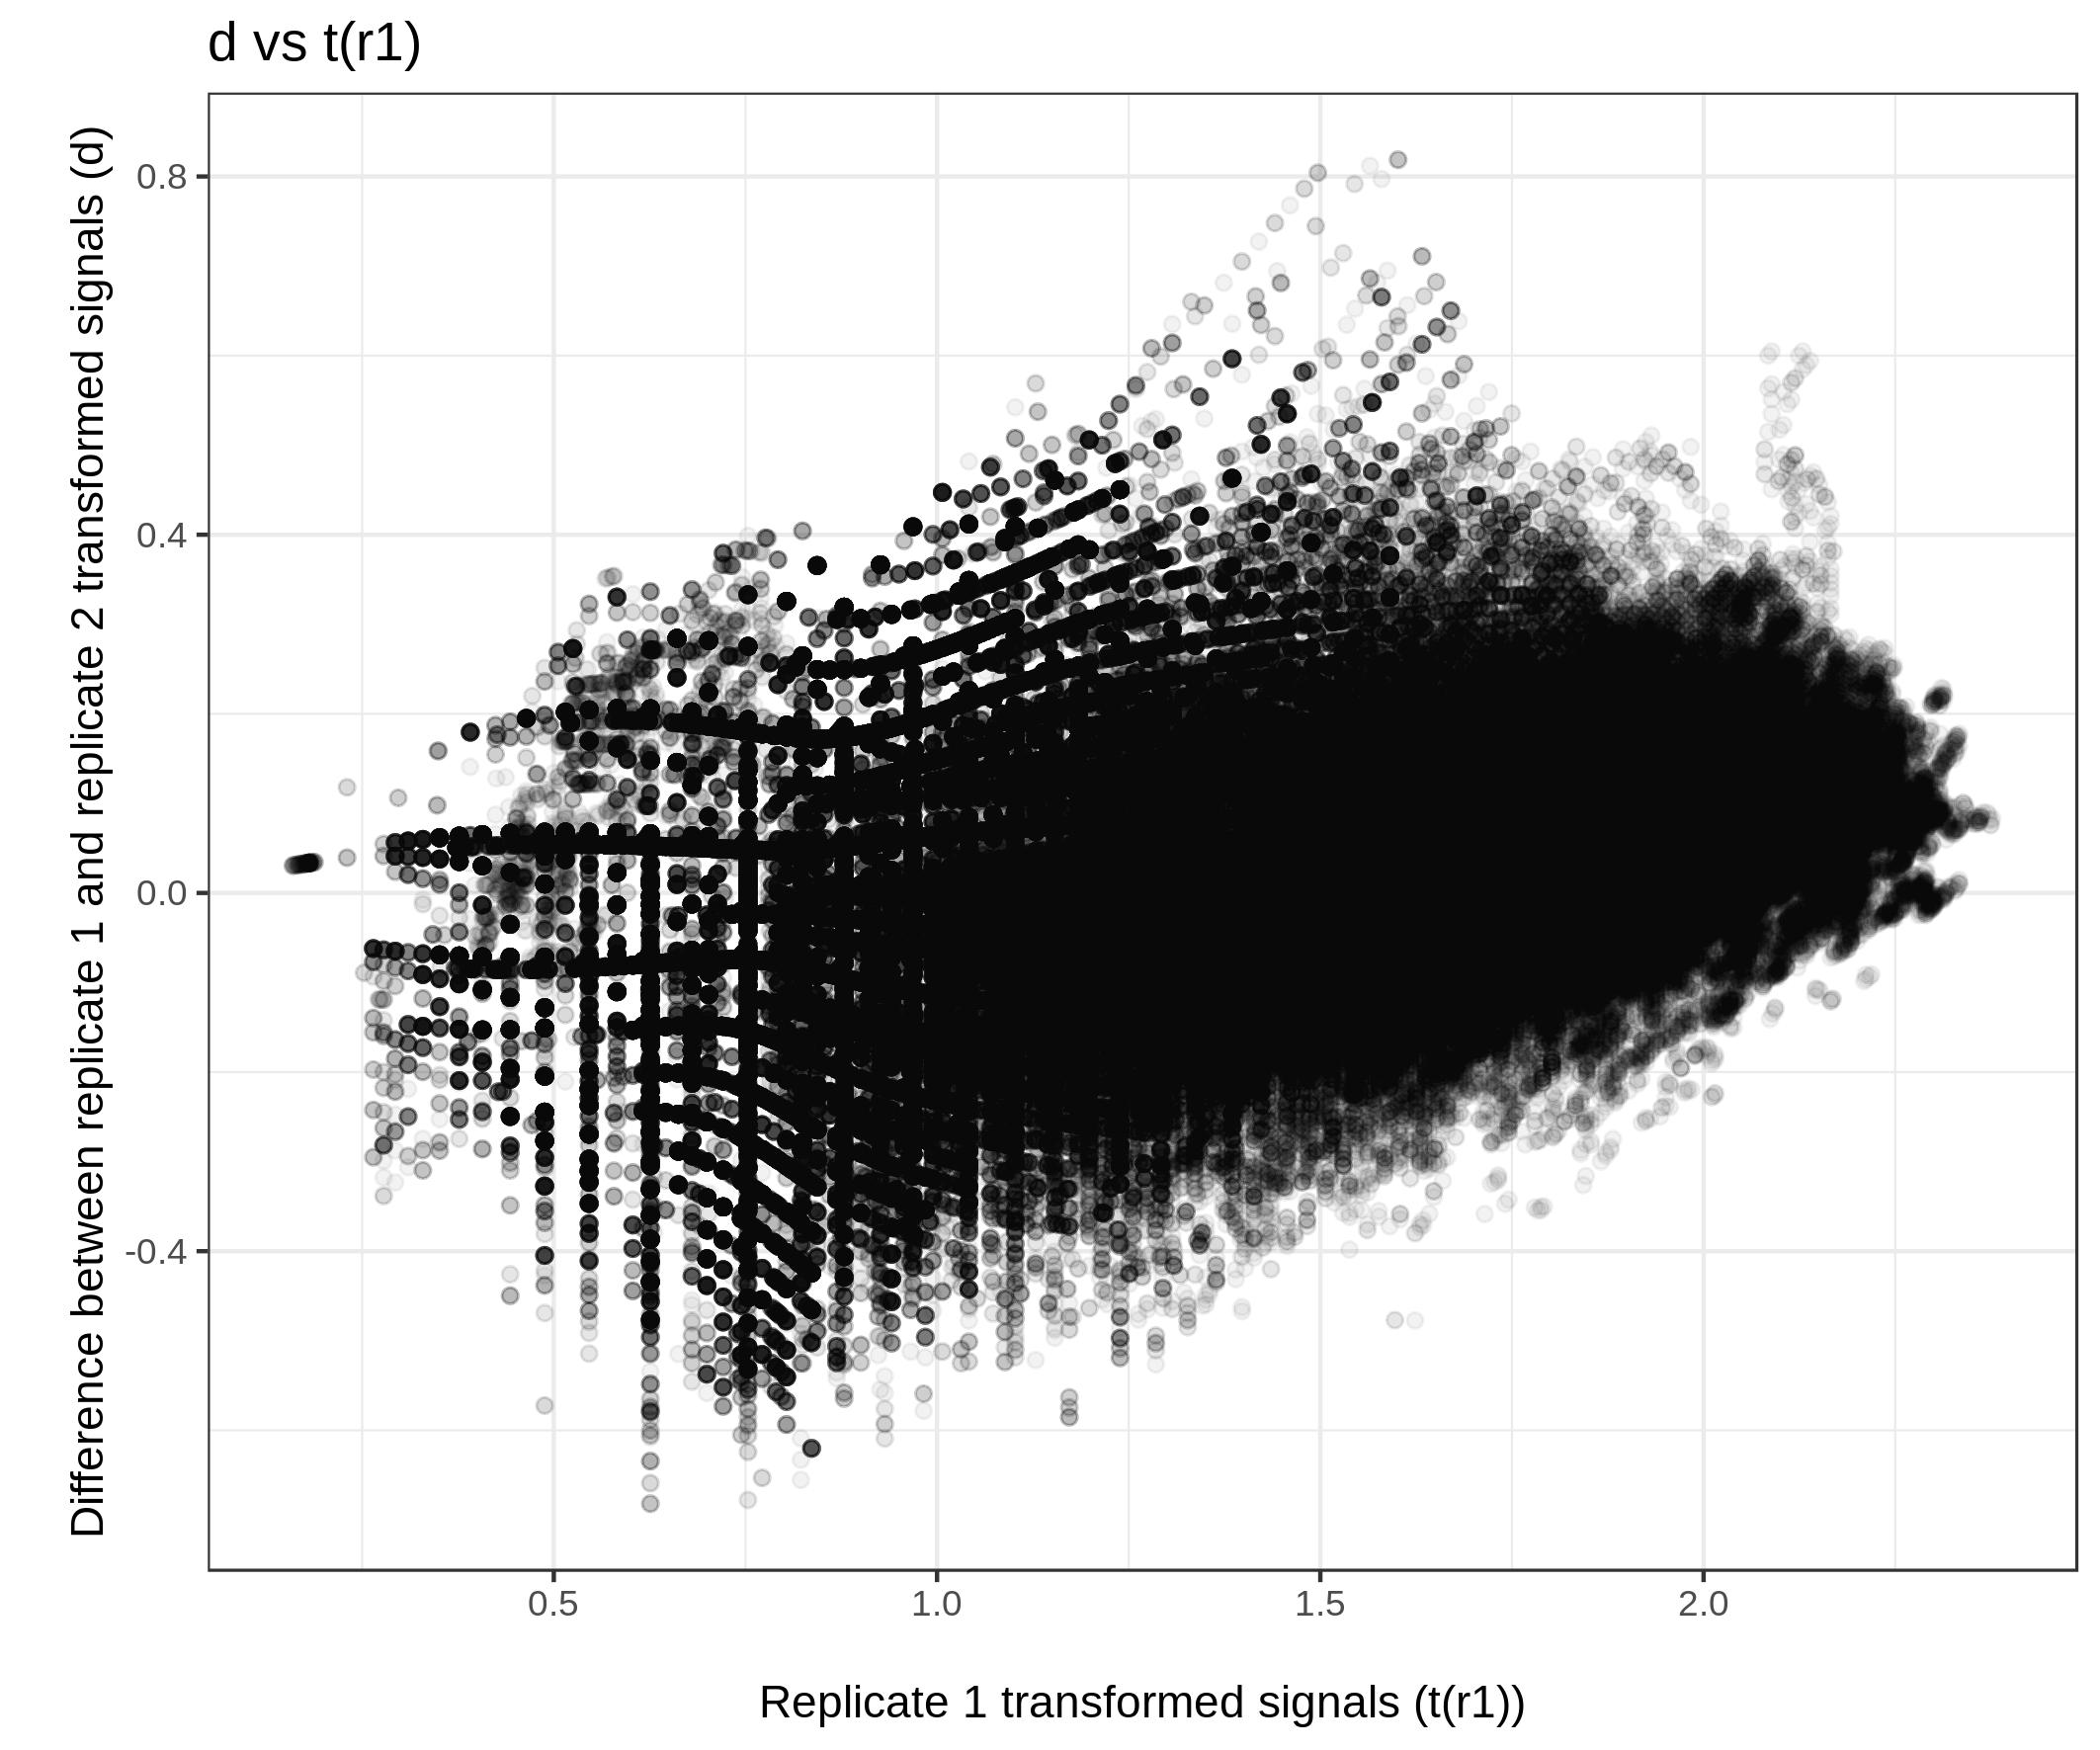 d vs t(r1)
Difference between replicate 1 and replicate 2 transformed signals (d)
0.8
0.4
0.0
-0.4
0.5 1.0 1.5 2.0
Replicate 1 transformed signals (t(r1))